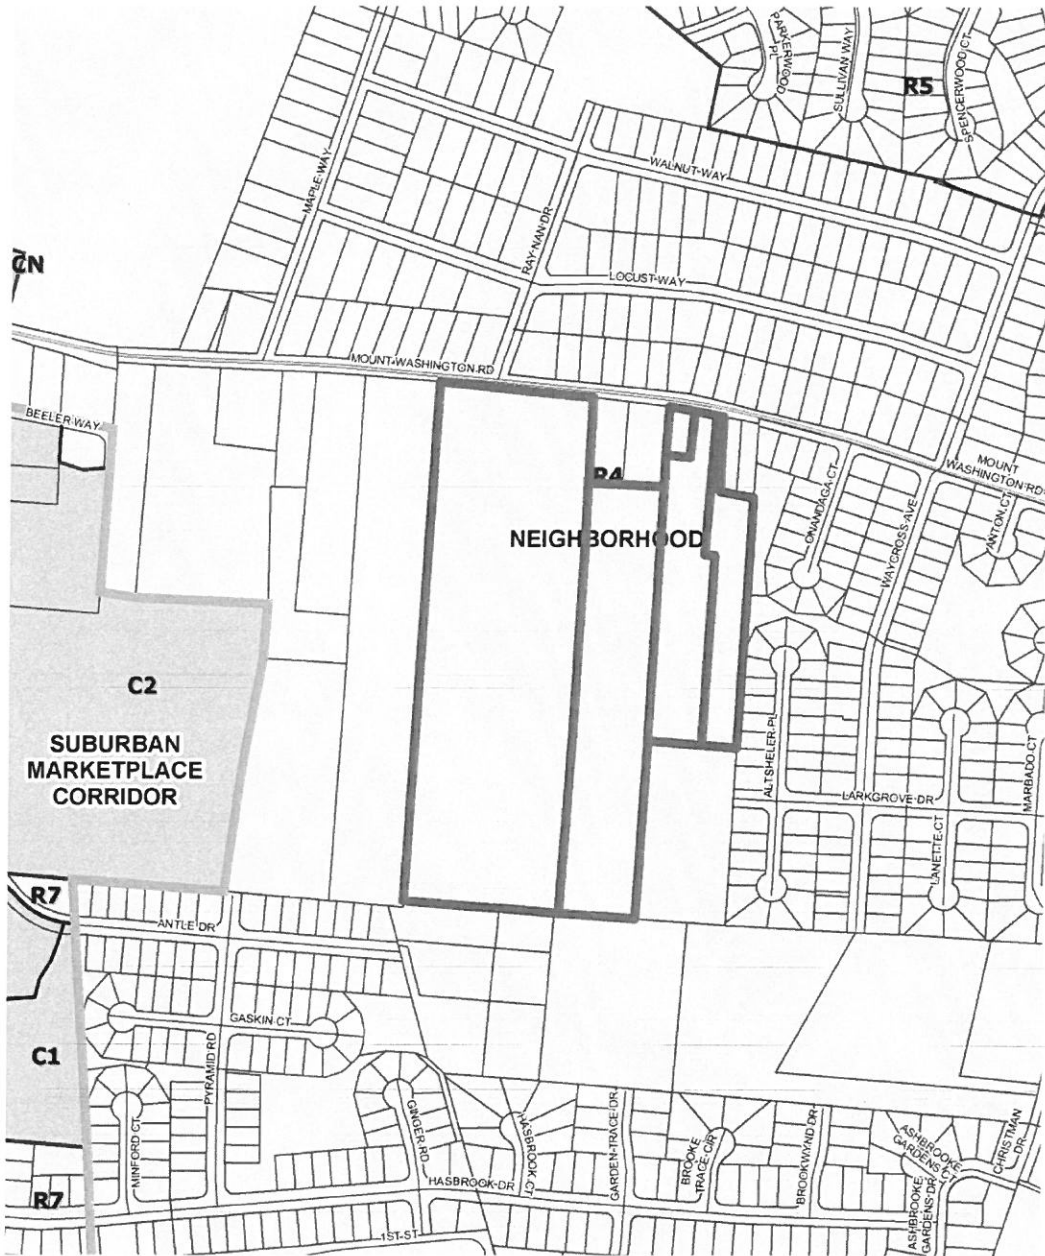 PARKERWOOD
PL
SULLIVAN WAY
SPENCERWOOD CT
R5
WALNUT WAY
MAPLE WAY
RAY NAN DR
LOCUST WAY
CN
MOUNT WASHINGTON RD
BEELER WAY
MOUNT
WASHINGTON RD
ONANDAGA CT
WAYCROSS AVE
ANTON CT
R4
NEIGHBORHOOD
C2
SUBURBAN
MARKETPLACE
CORRIDOR
ALTSHELER PL
LARKGROVE DR
LANETTE CT
MARBADO CT
R7
ANTLE DR
GASKIN CT
PYRAMID RD
C1
MINFORD CT
GINGER RD
HASBROOK CT
GARDEN TRACE DR
BROOKE
TRACE CIR
BROOKWYND DR
ASHBROOKE
GARDENS CT
CHRISTMAN
DR
R7
HASBROOK DR
ASHBROOKE
GARDENS DR
1ST ST